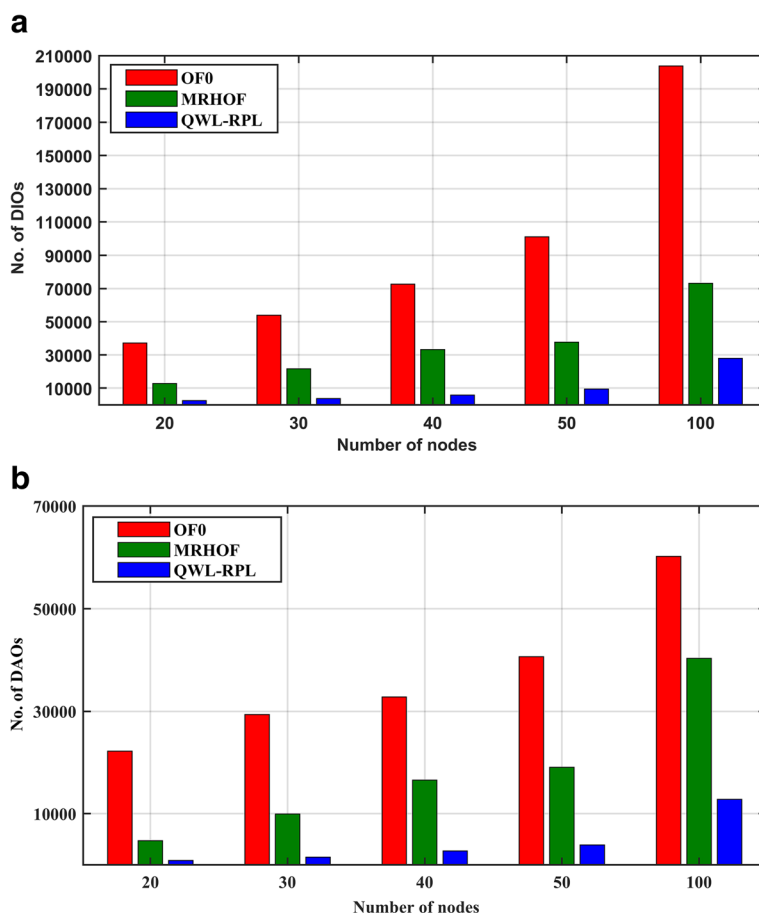 a
210000
190000
170000
150000
130000
110000
90000
70000
50000
30000
10000
No. of DIOs
OF0
MRHOF
QWL-RPL
20 30 40 50 100
Number of nodes
b
70000
50000
30000
10000
No. of DAOs
OF0
MRHOF
QWL-RPL
20 30 40 50 100
Number of nodes